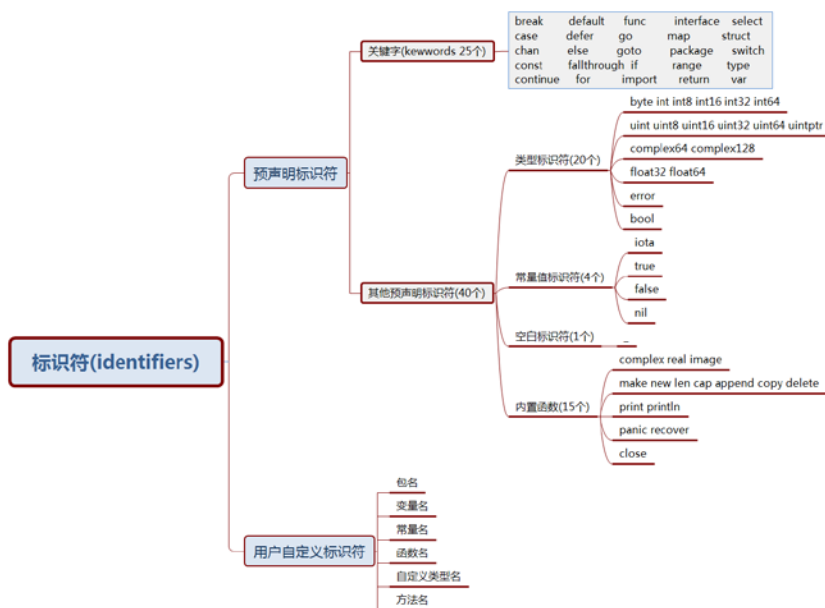 标识符(identifiers)
预声明标识符
关键字(kewwords 25个)
break default func interface select
case defer go map struct
chan else goto package switch
const fallthrough if range type
continue for import return var
其他预声明标识符(40个)
类型标识符(20个)
byte int int8 int16 int32 int64
uint uint8 uint16 uint32 uint64 uintptr
complex64 complex128
float32 float64
error
bool
常量值标识符(4个)
iota
true
false
nil
空白标识符(1个)
_
内置函数(15个)
complex real image
make new len cap append copy delete
print println
panic recover
close
用户自定义标识符
包名
变量名
常量名
函数名
自定义类型名
方法名